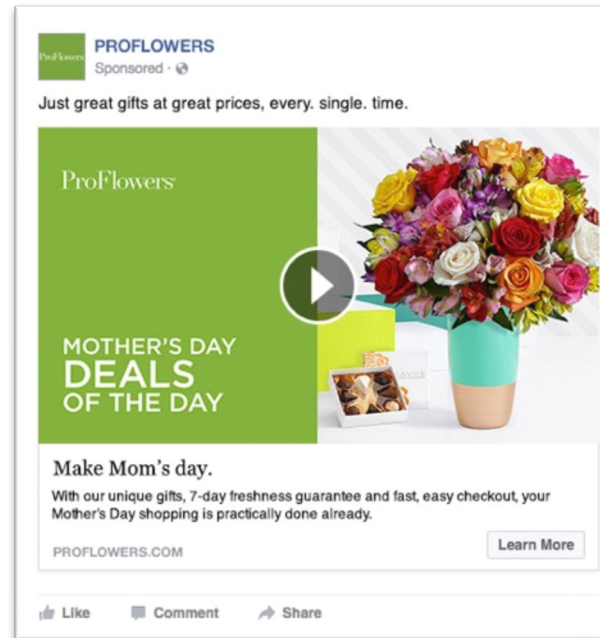 ProFlowers
PROFLOWERS
Sponsored ·
Just great gifts at great prices, every. single. time.
ProFlowers
MOTHER'S DAY
DEALS
OF THE DAY
Make Mom's day.
With our unique gifts, 7-day freshness guarantee and fast, easy checkout, your
Mother's Day shopping is practically done already.
PROFLOWERS.COM
Learn More
Like
Comment
Share